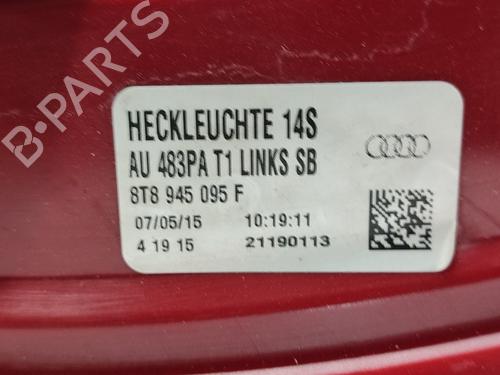 HECKLEUCHTE 14S
AU 483PA T1 LINKS SB
8T8 945 095 F
07/05/15 10:19:11
4 19 15 21190113
B-PARTS